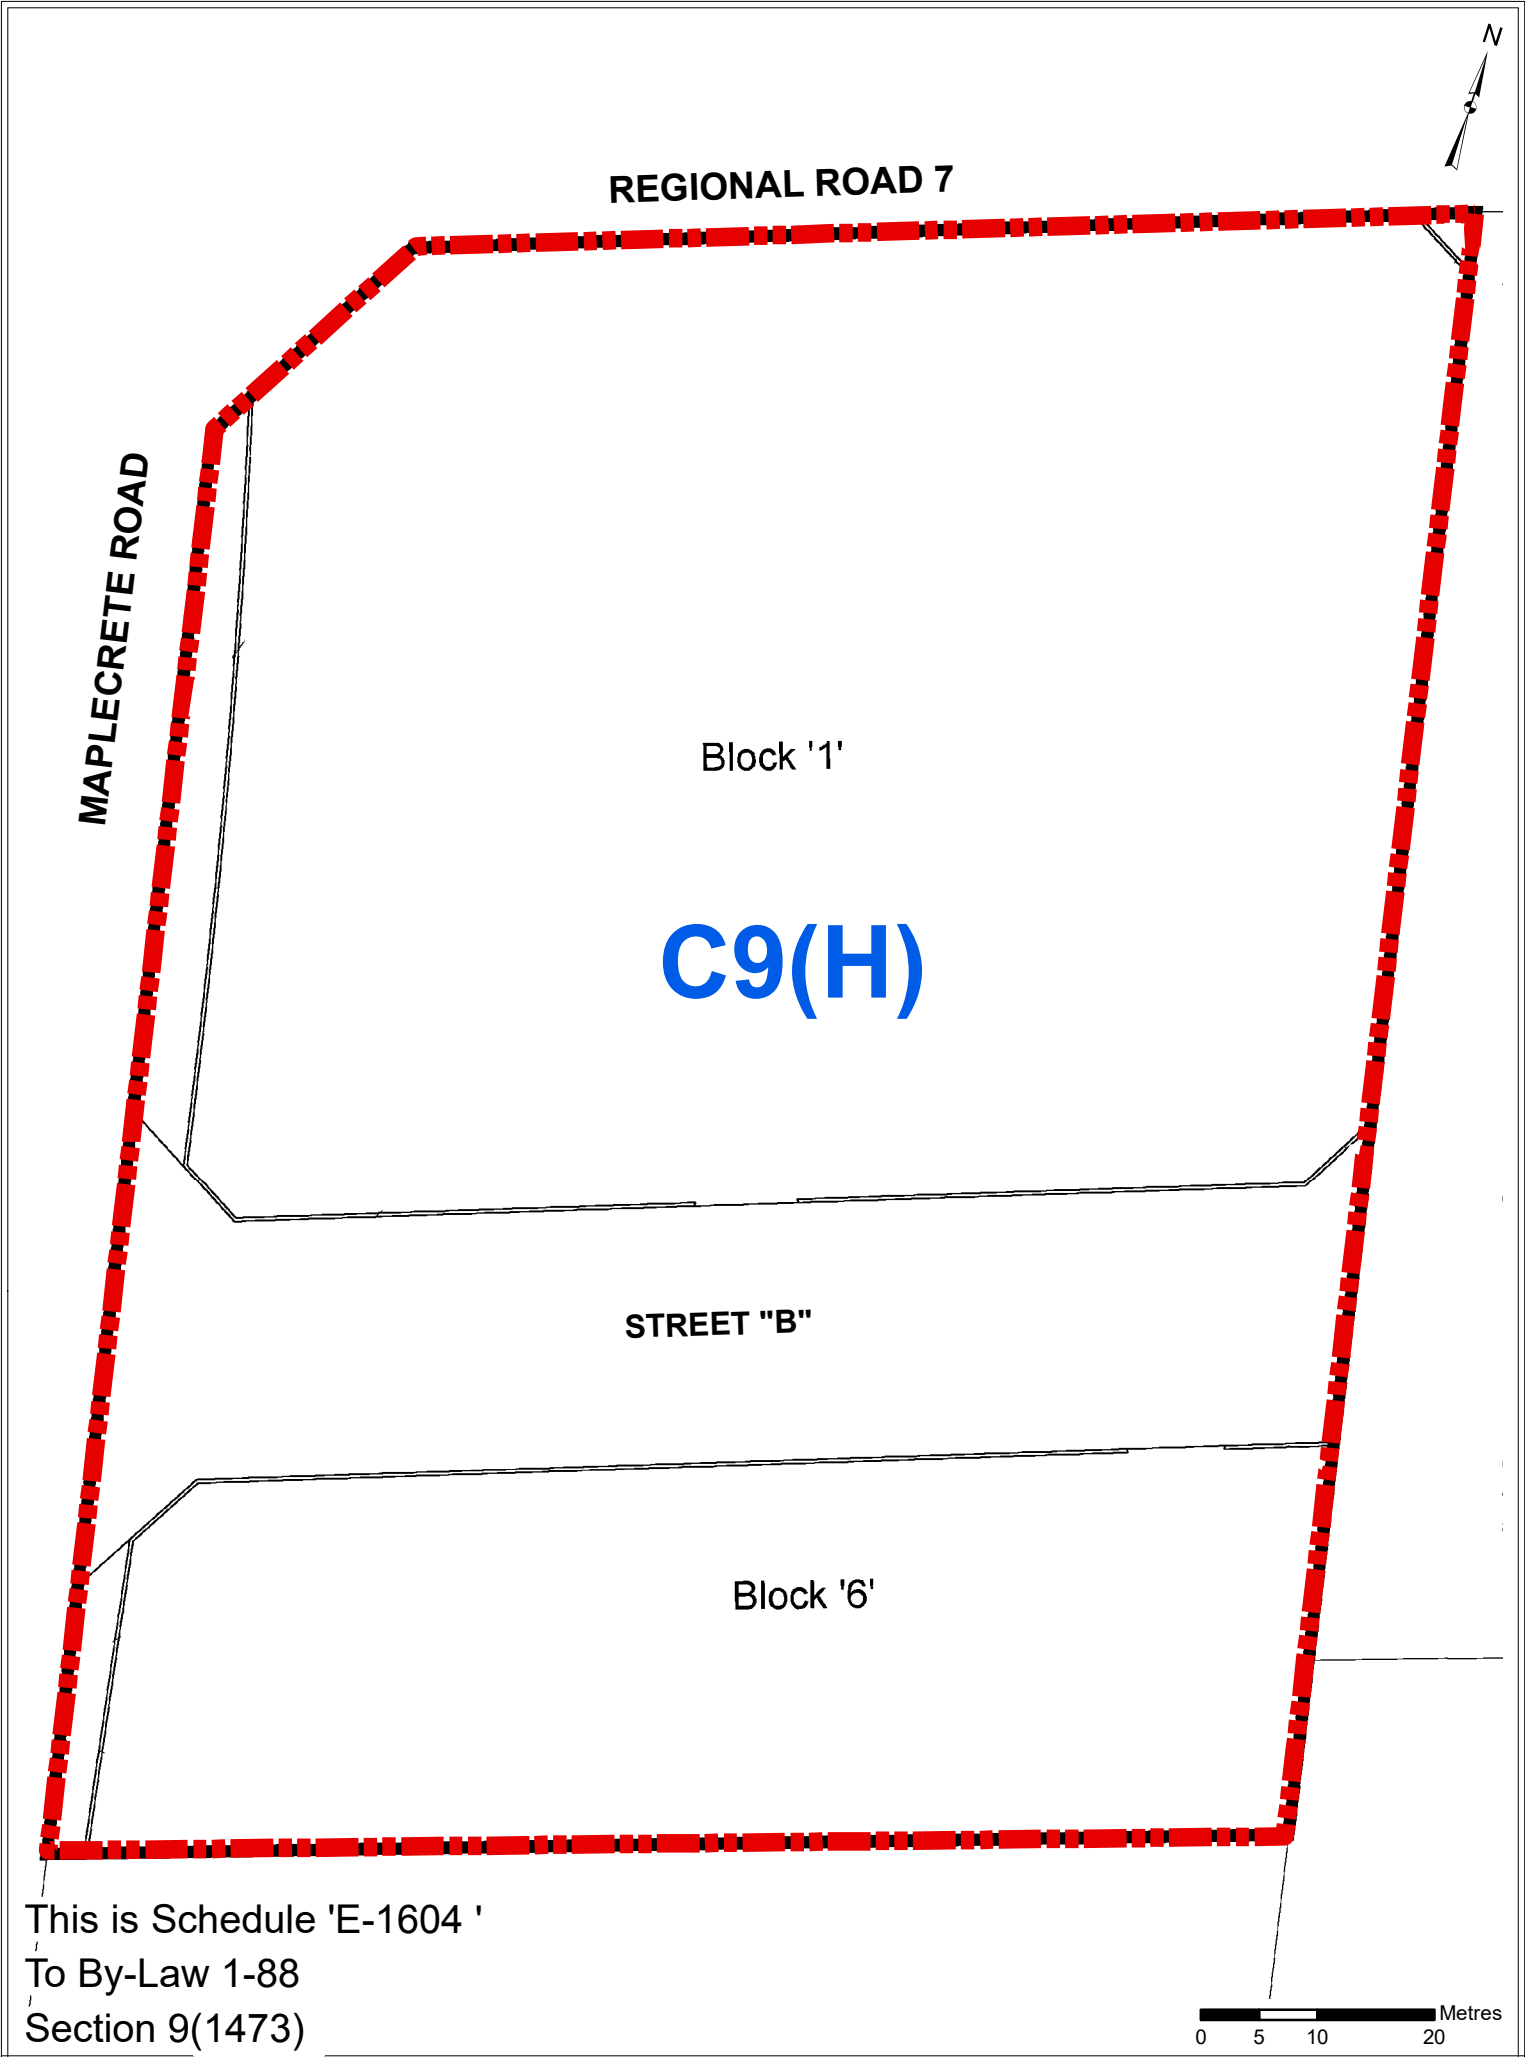 N
REGIONAL ROAD 7
MAPLECRETE ROAD
Block '1'
C9(H)
STREET "B"
Block '6'
This is Schedule 'E-1604 '
To By-Law 1-88
Section 9(1473)
Metres
0 5 10 20